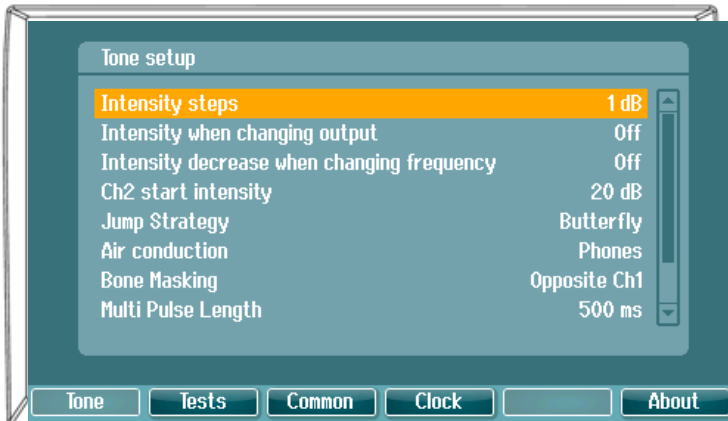 Tone setup
Intensity steps 1 dB
Intensity when changing output Off
Intensity decrease when changing frequency Off
Ch2 start intensity 20 dB
Jump Strategy Butterfly
Air conduction Phones
Bone Masking Opposite Ch1
Multi Pulse Length 500 ms
Tone Tests Common Clock About